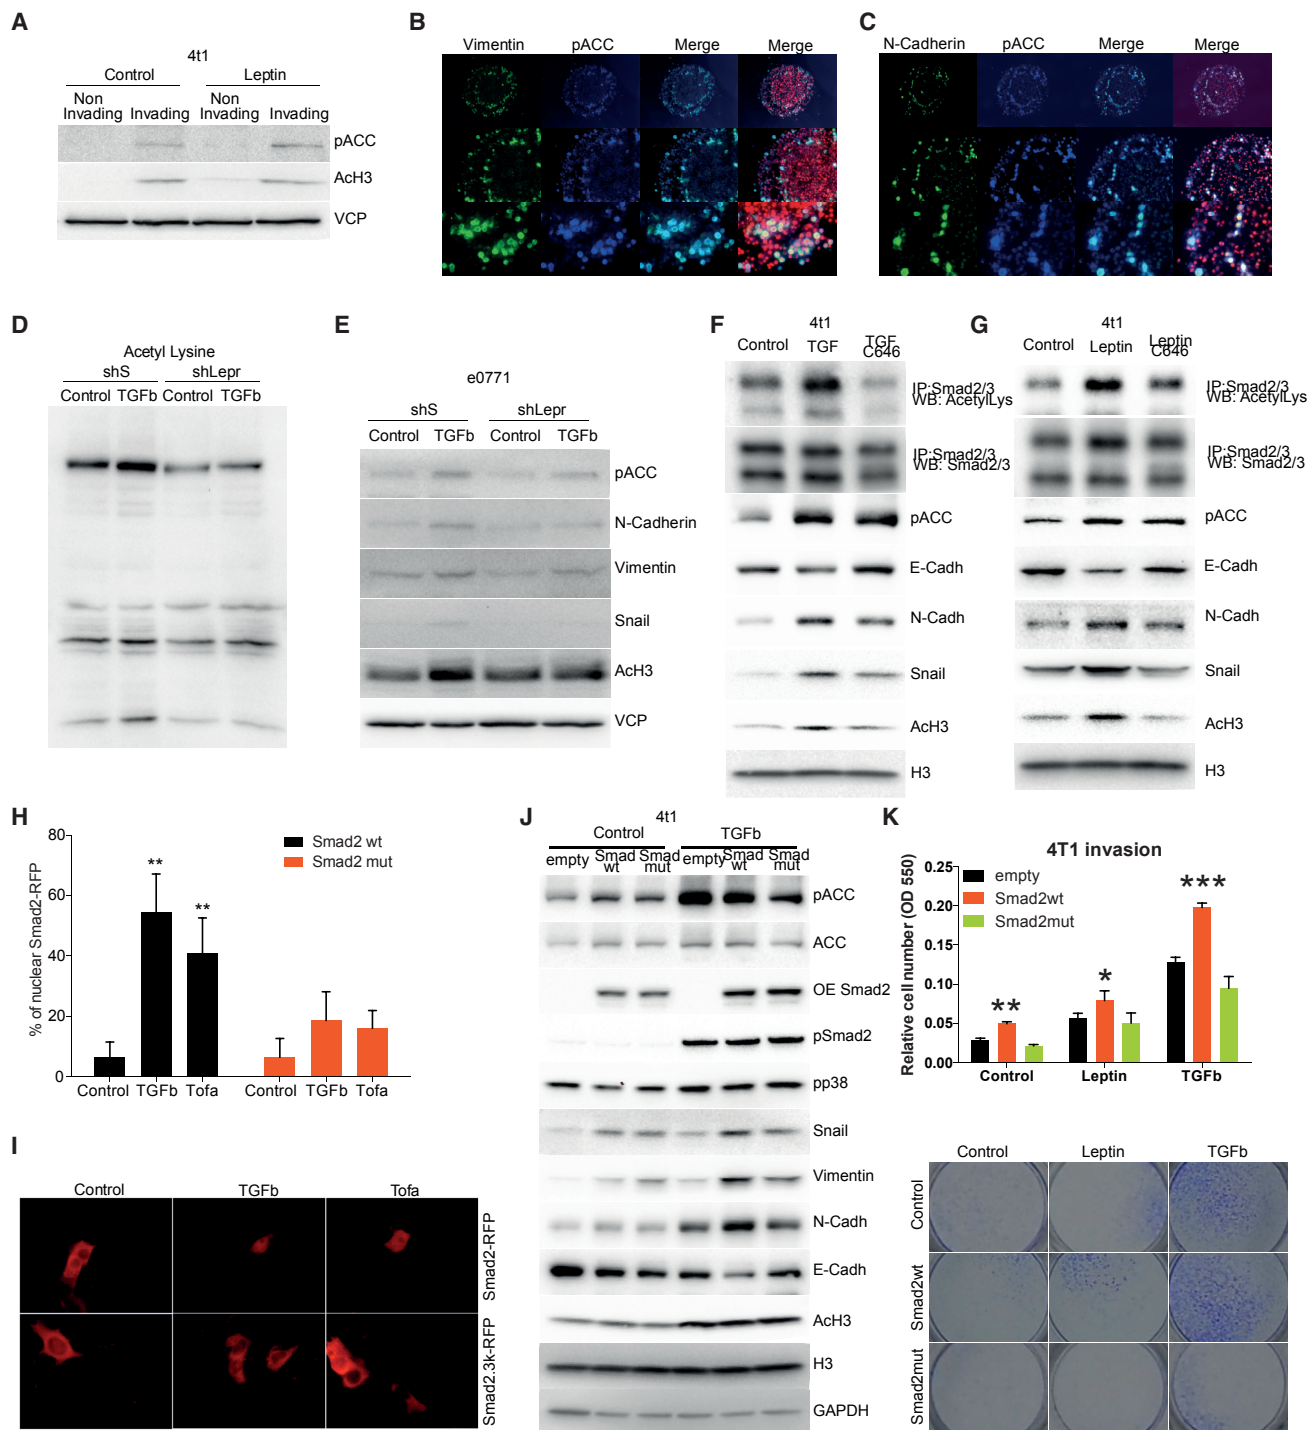 A
4t1
Control Leptin
Non Invading Invading Non Invading Invading
pACC
AcH3
VCP
B
Vimentin pACC Merge Merge
C
N-Cadherin pACC Merge Merge
D
Acetyl Lysine
shS shLepr
Control TGFb Control TGFb
E
e0771
shS shLepr
Control TGFb Control TGFb
pACC
N-Cadherin
Vimentin
Snail
AcH3
VCP
F
4t1
Control TGF TGF C646
IP:Smad2/3
WB: AcetylLys
IP:Smad2/3
WB: Smad2/3
pACC
E-Cadh
N-Cadh
Snail
AcH3
H3
G
4t1
Control Leptin Leptin C646
IP:Smad2/3
WB: AcetylLys
IP:Smad2/3
WB: Smad2/3
pACC
E-Cadh
N-Cadh
Snail
AcH3
H3
H
% of nuclear Smad2-RFP
80
60
40
20
0
** **
Smad2 wt
Smad2 mut
Control TGFb Tofa Control TGFb Tofa
I
Control TGFb Tofa
Smad2-RFP
Smad2.3k-RFP
J
4t1
Control TGFb
empty Smad wt Smad mut empty Smad wt Smad mut
pACC
ACC
OE Smad2
pSmad2
pp38
Snail
Vimentin
N-Cadh
E-Cadh
AcH3
H3
GAPDH
K
4T1 invasion
Relative cell number (OD 550)
0.25
0.20
0.15
0.10
0.05
0.00
empty
Smad2wt
Smad2mut
** * ***
Control Leptin TGFb
Control Leptin TGFb
Control
Smad2wt
Smad2mut